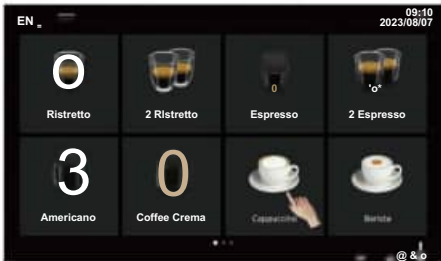 EN _
09:10
2023/08/07
o
0
'o*
Ristretto
2 RIstretto
Espresso
2 Espresso
3
0
Americano
Coffee Crema
Cappuccino
Barista
@ & o